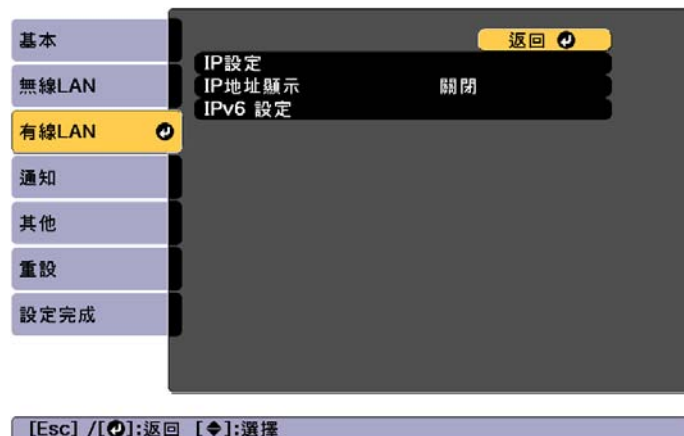 基本
無線LAN
有線LAN
通知
其他
重設
設定完成
返回
IP設定
IP地址顯示 關閉
IPv6 設定
[Esc] /[]:返回 [◆]:選擇